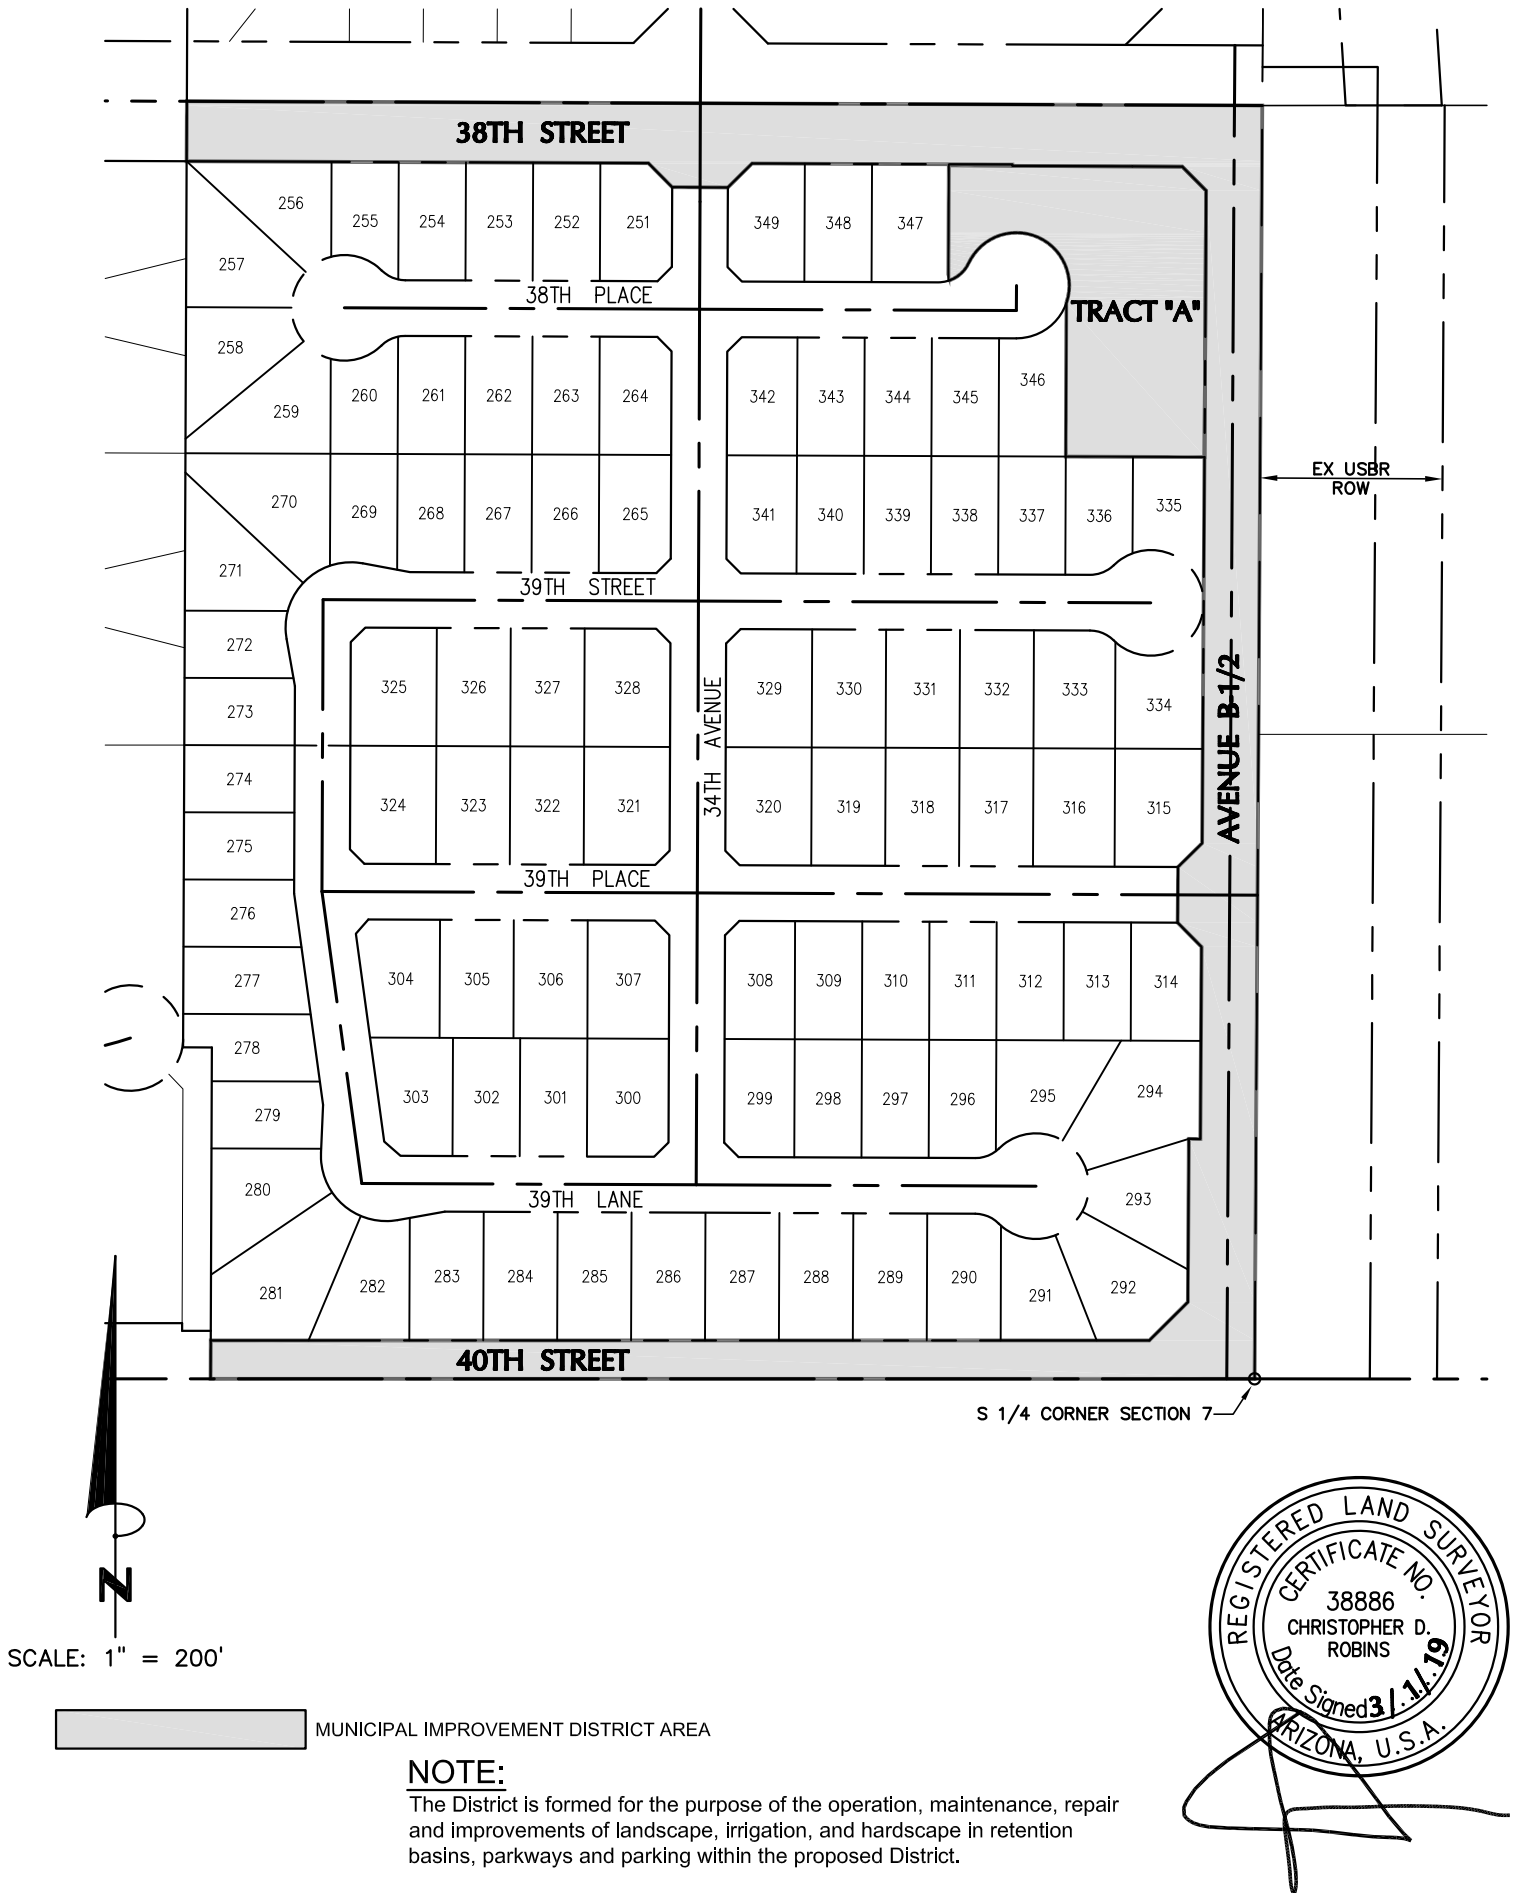 38TH STREET
256
255 254 253 252 251 349 348 347
257
38TH PLACE
TRACT "A"
258
259
260 261 262 263 264 342 343 344 345 346
EX USBR
ROW
270
269 268 267 266 265 341 340 339 338 337 336 335
271
39TH STREET
272
325 326 327 328 329 330 331 332 333 334
273
34TH AVENUE
AVENUE B 1/2
274
324 323 322 321 320 319 318 317 316 315
275
39TH PLACE
276
304 305 306 307 308 309 310 311 312 313 314
277
278
303 302 301 300 299 298 297 296 295 294
279
280
39TH LANE
293
281 282 283 284 285 286 287 288 289 290 291 292
40TH STREET
S 1/4 CORNER SECTION 7
N
SCALE: 1" = 200'
REGISTERED LAND SURVEYOR
CERTIFICATE NO.
38886
CHRISTOPHER D.
ROBINS
Date Signed 3/1/19
ARIZONA, U.S.A.
MUNICIPAL IMPROVEMENT DISTRICT AREA
NOTE:
The District is formed for the purpose of the operation, maintenance, repair
and improvements of landscape, irrigation, and hardscape in retention
basins, parkways and parking within the proposed District.